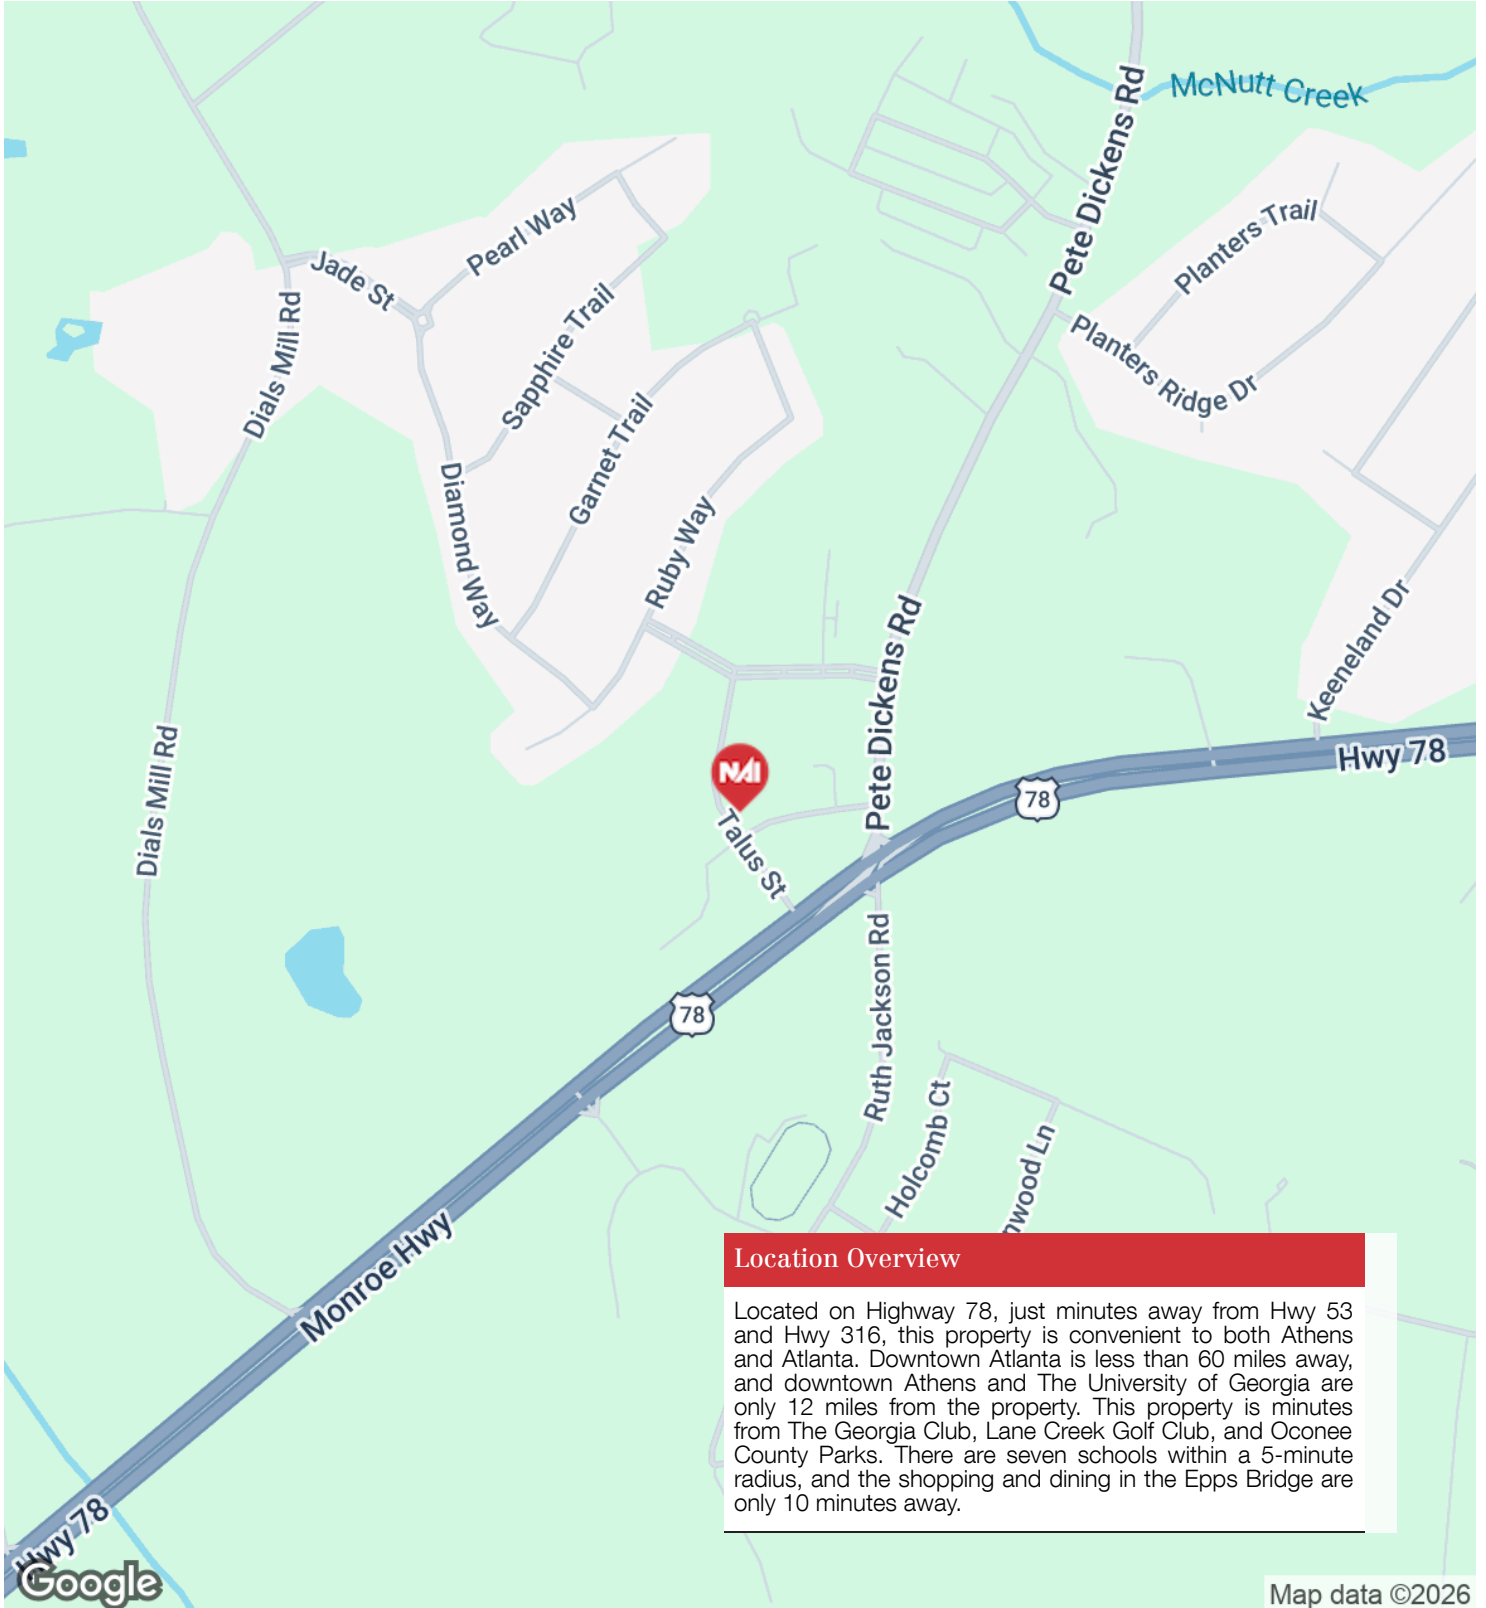 McNutt Creek
Pete Dickens Rd
Planters Trail
Pearl Way
Jade St
Sapphire Trail
Dials Mill Rd
Planters Ridge Dr
Garnet Trail
Diamond Way
Ruby Way
Keeneland Dr
Pete Dickens Rd
Hwy 78
NAI
78
Dials Mill Rd
Talus St
78
Ruth Jackson Rd
Holcomb Ct
nwood Ln
Monroe Hwy
Location Overview
Located on Highway 78, just minutes away from Hwy 53
and Hwy 316, this property is convenient to both Athens
and Atlanta. Downtown Atlanta is less than 60 miles away,
and downtown Athens and The University of Georgia are
only 12 miles from the property. This property is minutes
from The Georgia Club, Lane Creek Golf Club, and Oconee
County Parks. There are seven schools within a 5-minute
radius, and the shopping and dining in the Epps Bridge are
only 10 minutes away.
Hwy 78
Google
Map data ©2026